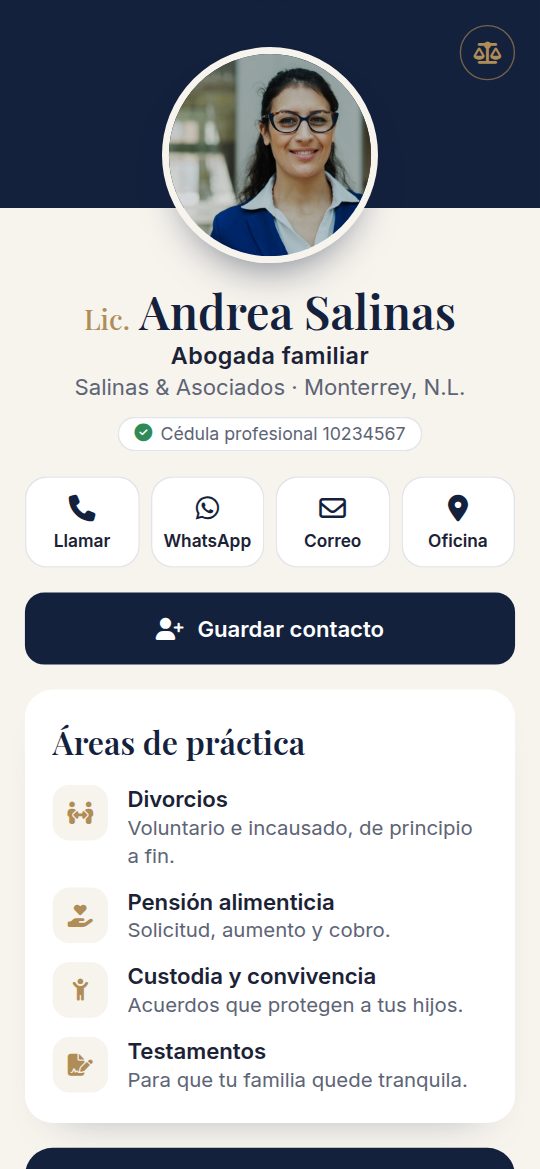 Lic. Andrea Salinas
Abogada familiar
Salinas & Asociados · Monterrey, N.L.
Cédula profesional 10234567
Llamar
WhatsApp
Correo
Oficina
Guardar contacto
Áreas de práctica
Divorcios
Voluntario e incausado, de principio
a fin.
Pensión alimenticia
Solicitud, aumento y cobro.
Custodia y convivencia
Acuerdos que protegen a tus hijos.
Testamentos
Para que tu familia quede tranquila.